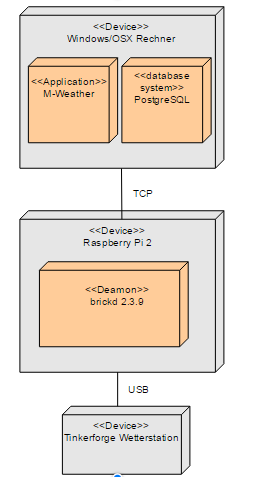 <<Device>>
Windows/OSX Rechner
<<Application>>
M-Weather
<<database
system>>
PostgreSQL
TCP
<<Device>>
Raspberry Pi 2
<<Deamon>>
brickd 2.3.9
USB
<<Device>>
Tinkerforge Wetterstation